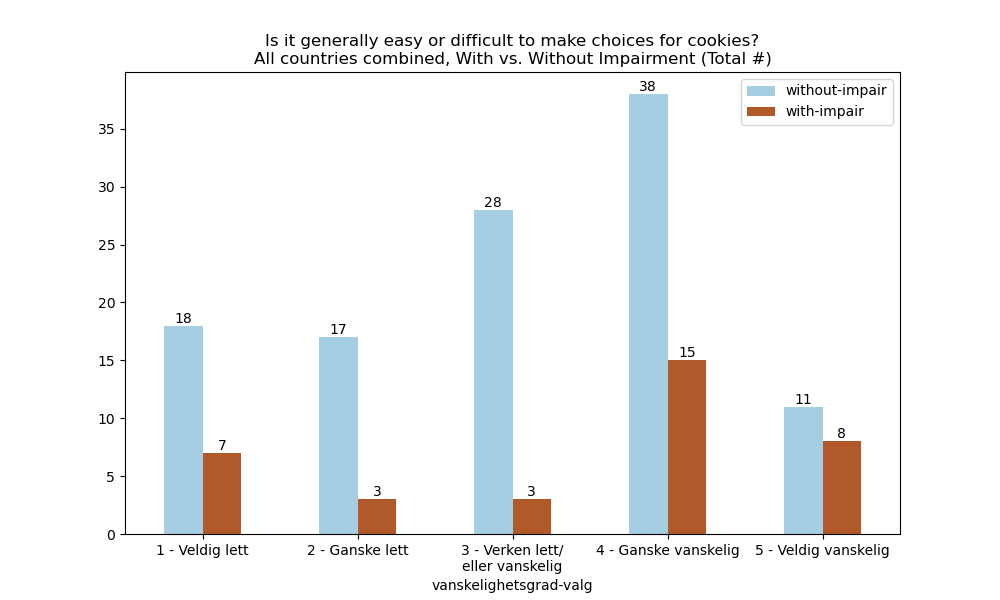 Is it generally easy or difficult to make choices for cookies?
All countries combined, With vs. Without Impairment (Total #)
without-impair
with-impair
35
30
25
20
15
10
5
0
18
7
17
3
28
3
38
15
11
8
1 - Veldig lett
2 - Ganske lett
3 - Verken lett/
eller vanskelig
4 - Ganske vanskelig
5 - Veldig vanskelig
vanskelighetsgrad-valg